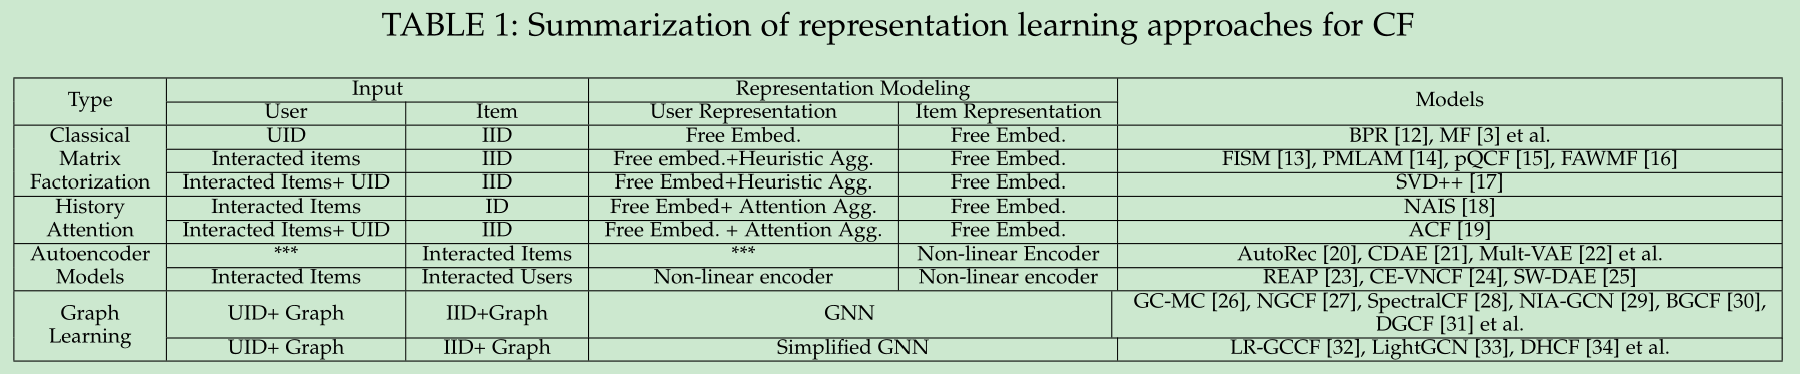 TABLE 1: Summarization of representation learning approaches for CF
Type Input Representation Modeling Models
User Item User Representation Item Representation
Classical UID IID Free Embed. Free Embed. BPR [12], MF [3] et al.
Matrix Interacted items IID Free embed.+Heuristic Agg. Free Embed. FISM [13], PMLAM [14], pQCF [15], FAWMF [16]
Factorization Interacted Items+ UID IID Free Embed+Heuristic Agg. Free Embed. SVD++ [17]
History Interacted Items ID Free Embed+ Attention Agg. Free Embed. NAIS [18]
Attention Interacted Items+ UID IID Free Embed. + Attention Agg. Free Embed. ACF [19]
Autoencoder *** Interacted Items *** Non-linear Encoder AutoRec [20], CDAE [21], Mult-VAE [22] et al.
Models Interacted Items Interacted Users Non-linear encoder Non-linear encoder REAP [23], CE-VNCF [24], SW-DAE [25]
Graph UID+ Graph IID+Graph GNN GC-MC [26], NGCF [27], SpectralCF [28], NIA-GCN [29], BGCF [30],
DGCF [31] et al.
Learning UID+ Graph IID+ Graph Simplified GNN LR-GCCF [32], LightGCN [33], DHCF [34] et al.